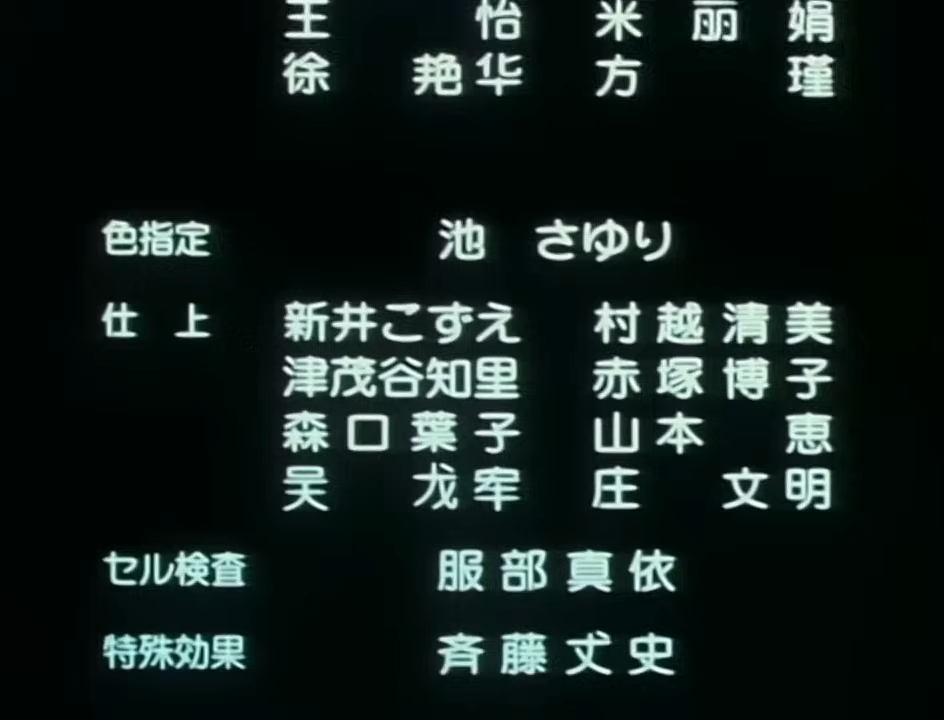 王 怡 米 丽 娟
徐 艳 华 方 瑾
色指定 池 さゆり
仕 上 新井こずえ 村 越 清 美
津茂谷知里 赤 塚 博 子
森 口 葉 子 山 本 恵
吴 戈 牢 庄 文 明
セル検査 服 部 真 依
特殊効果 斉 藤 丈 史